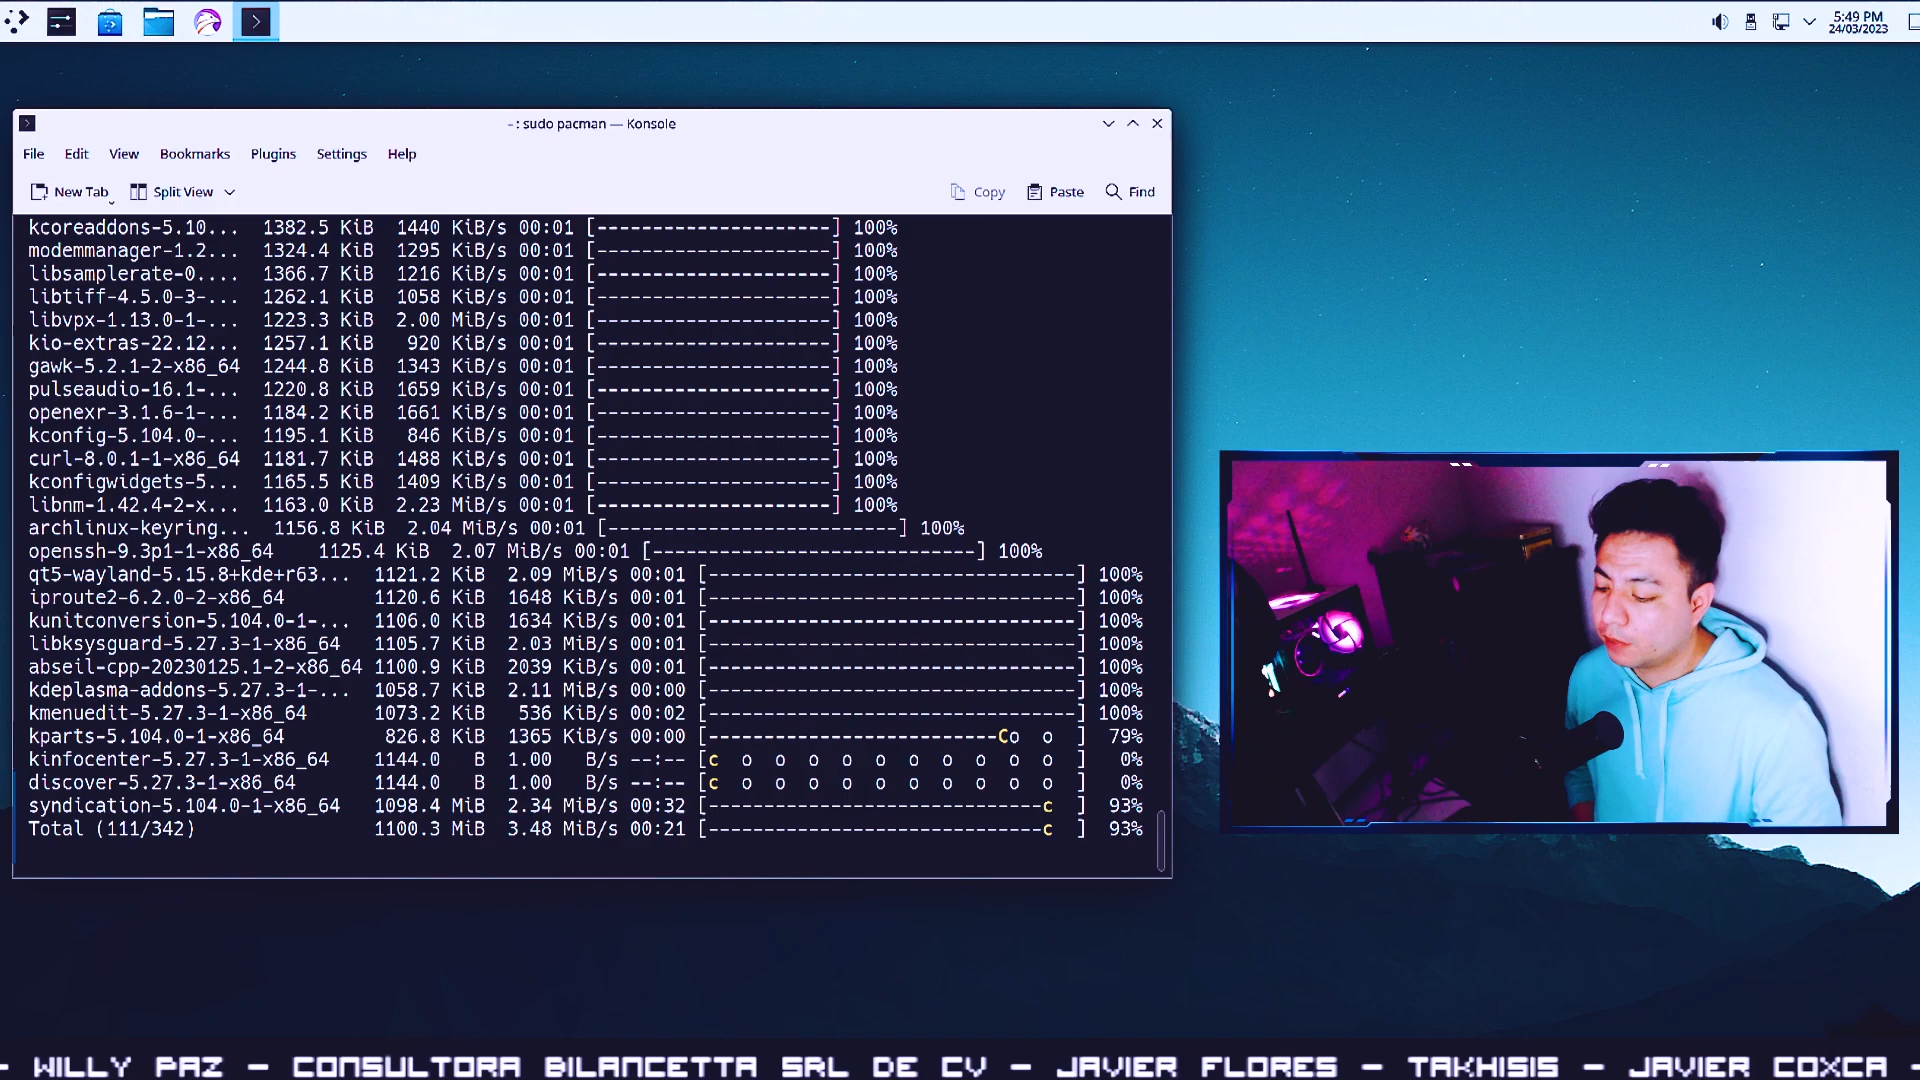 5:49 PM
24/03/2023
~ : sudo pacman — Konsole
File Edit View Bookmarks Plugins Settings Help
New Tab Split View Copy Paste Find
kcoreaddons-5.10... 1382.5 KiB 1440 KiB/s 00:01 [---------------------] 100%
modemmanager-1.2... 1324.4 KiB 1295 KiB/s 00:01 [---------------------] 100%
libsamplerate-0.... 1366.7 KiB 1216 KiB/s 00:01 [---------------------] 100%
libtiff-4.5.0-3-... 1262.1 KiB 1058 KiB/s 00:01 [---------------------] 100%
libvpx-1.13.0-1-... 1223.3 KiB 2.00 MiB/s 00:01 [---------------------] 100%
kio-extras-22.12... 1257.1 KiB 920 KiB/s 00:01 [---------------------] 100%
gawk-5.2.1-2-x86_64 1244.8 KiB 1343 KiB/s 00:01 [---------------------] 100%
pulseaudio-16.1-... 1220.8 KiB 1659 KiB/s 00:01 [---------------------] 100%
openexr-3.1.6-1-... 1184.2 KiB 1661 KiB/s 00:01 [---------------------] 100%
kconfig-5.104.0-... 1195.1 KiB 846 KiB/s 00:01 [---------------------] 100%
curl-8.0.1-1-x86_64 1181.7 KiB 1488 KiB/s 00:01 [---------------------] 100%
kconfigwidgets-5... 1165.5 KiB 1409 KiB/s 00:01 [---------------------] 100%
libnm-1.42.4-2-x... 1163.0 KiB 2.23 MiB/s 00:01 [---------------------] 100%
archlinux-keyring... 1156.8 KiB 2.04 MiB/s 00:01 [--------------------------] 100%
openssh-9.3p1-1-x86_64 1125.4 KiB 2.07 MiB/s 00:01 [-----------------------------] 100%
qt5-wayland-5.15.8+kde+r63... 1121.2 KiB 2.09 MiB/s 00:01 [---------------------------------] 100%
iproute2-6.2.0-2-x86_64 1120.6 KiB 1648 KiB/s 00:01 [---------------------------------] 100%
kunitconversion-5.104.0-1-... 1106.0 KiB 1634 KiB/s 00:01 [---------------------------------] 100%
libksysguard-5.27.3-1-x86_64 1105.7 KiB 2.03 MiB/s 00:01 [---------------------------------] 100%
abseil-cpp-20230125.1-2-x86_64 1100.9 KiB 2039 KiB/s 00:01 [---------------------------------] 100%
kdeplasma-addons-5.27.3-1-... 1058.7 KiB 2.11 MiB/s 00:00 [---------------------------------] 100%
kmenuedit-5.27.3-1-x86_64 1073.2 KiB 536 KiB/s 00:02 [---------------------------------] 100%
kparts-5.104.0-1-x86_64 826.8 KiB 1365 KiB/s 00:00 [--------------------------Co  o  ] 79%
kinfocenter-5.27.3-1-x86_64 1144.0 B 1.00 B/s --:-- [c  o  o  o  o  o  o  o  o  o  o  ] 0%
discover-5.27.3-1-x86_64 1144.0 B 1.00 B/s --:-- [c  o  o  o  o  o  o  o  o  o  o  ] 0%
syndication-5.104.0-1-x86_64 1098.4 MiB 2.34 MiB/s 00:32 [------------------------------c  ] 93%
Total (111/342) 1100.3 MiB 3.48 MiB/s 00:21 [------------------------------c  ] 93%
- WILLY PAZ - CONSULTORA BILANCETTA SRL DE CV - JAVIER FLORES - TAKHISIS - JAVIER COXCA -